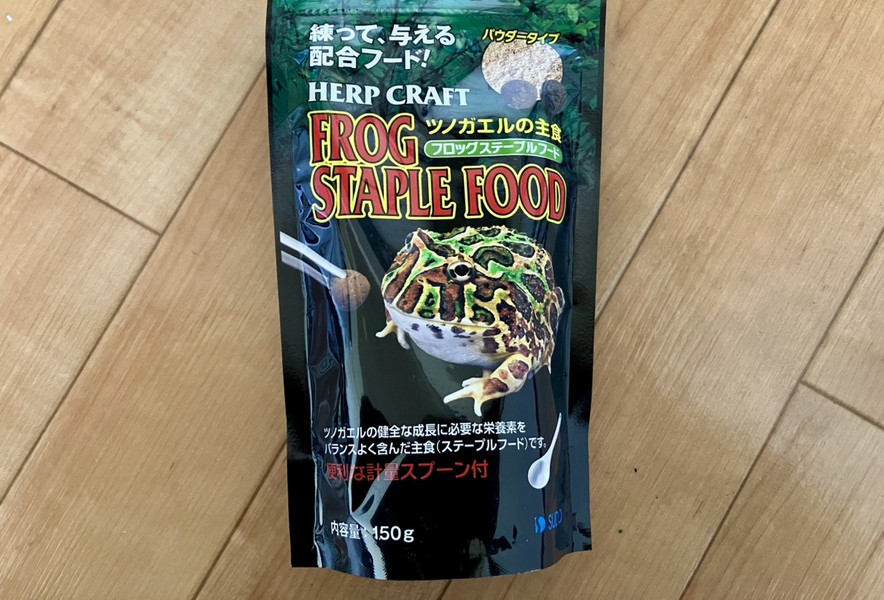 練って、与える
配合フード!
パウダータイプ
HERP CRAFT
FROG
ツノガエルの主食
フロッグステープルフード
STAPLE FOOD
ツノガエルの健全な成長に必要な栄養素を
バランスよく含んだ主食(ステープルフード)です。
便利な計量スプーン付
内容量:150g
SUDO